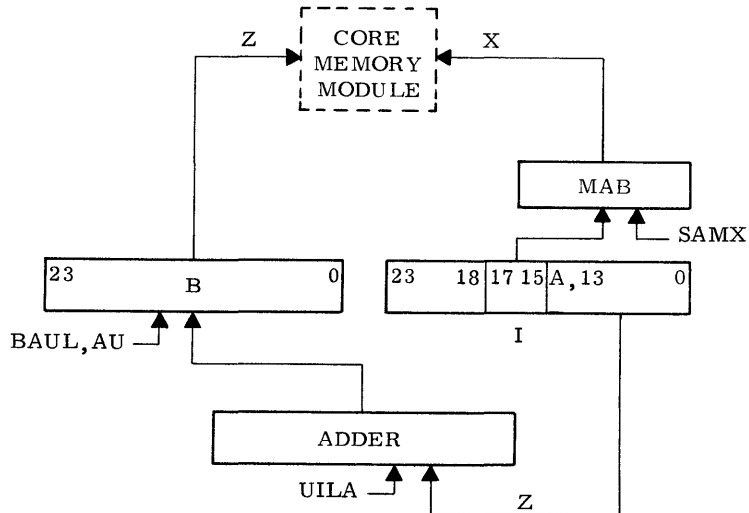 Z
CORE
MEMORY
MODULE
X
MAB
SAMX
23 B 0
23 18 17 15 A,13 0
BAUL,AU
I
ADDER
UILA
Z